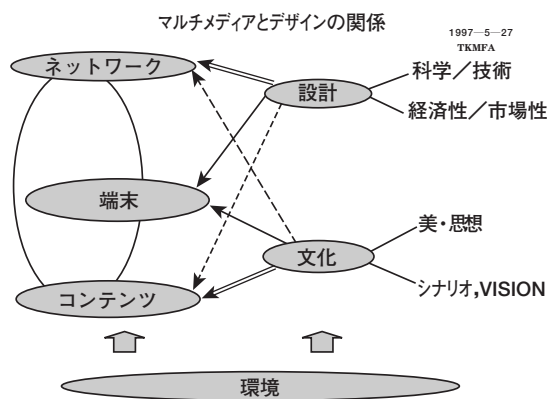 マルチメディアとデザインの関係
1997—5—27
TKMFA
ネットワーク
設計
科学／技術
経済性／市場性
端末
美・思想
文化
シナリオ,VISION
コンテンツ
環境